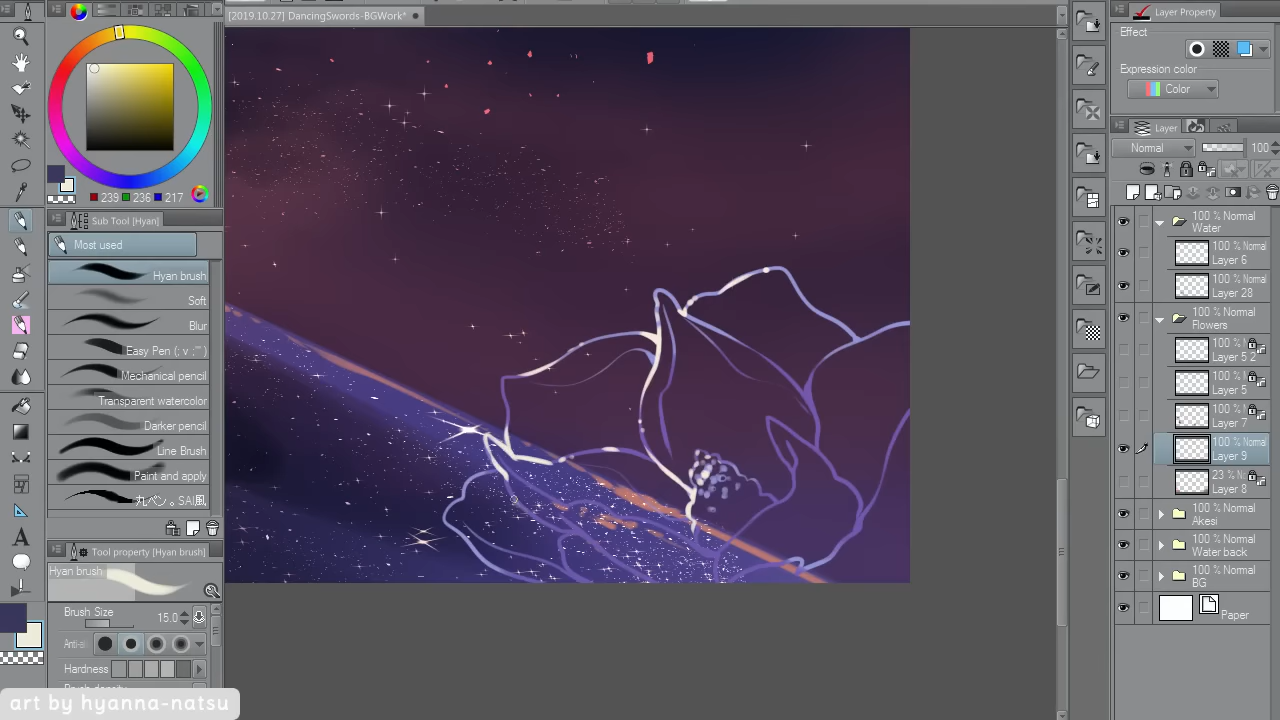 [2019.10.27] DancingSwords-BGWork*
239 236 217
Sub Tool [Hyan]
Most used
Hyan brush
Soft
Blur
Easy Pen (; v ;'")
Mechanical pencil
Transparent watercolor
Darker pencil
Line Brush
Paint and apply
Tool property [Hyan brush]
Hyan brush
Brush Size 15.0
Hardness
art by hyanna-natsu
Layer Property
Effect
Expression color
Color
Layer
Normal 100
100 % Normal
Water
100 % Normal
Layer 6
100 % Normal
Layer 28
100 % Normal
Flowers
Layer 5 2
Layer 5
Layer 7
100 % Normal
Layer 9
Layer 8
100 % Normal
Akesi
100 % Normal
Water back
100 % Normal
BG
Paper